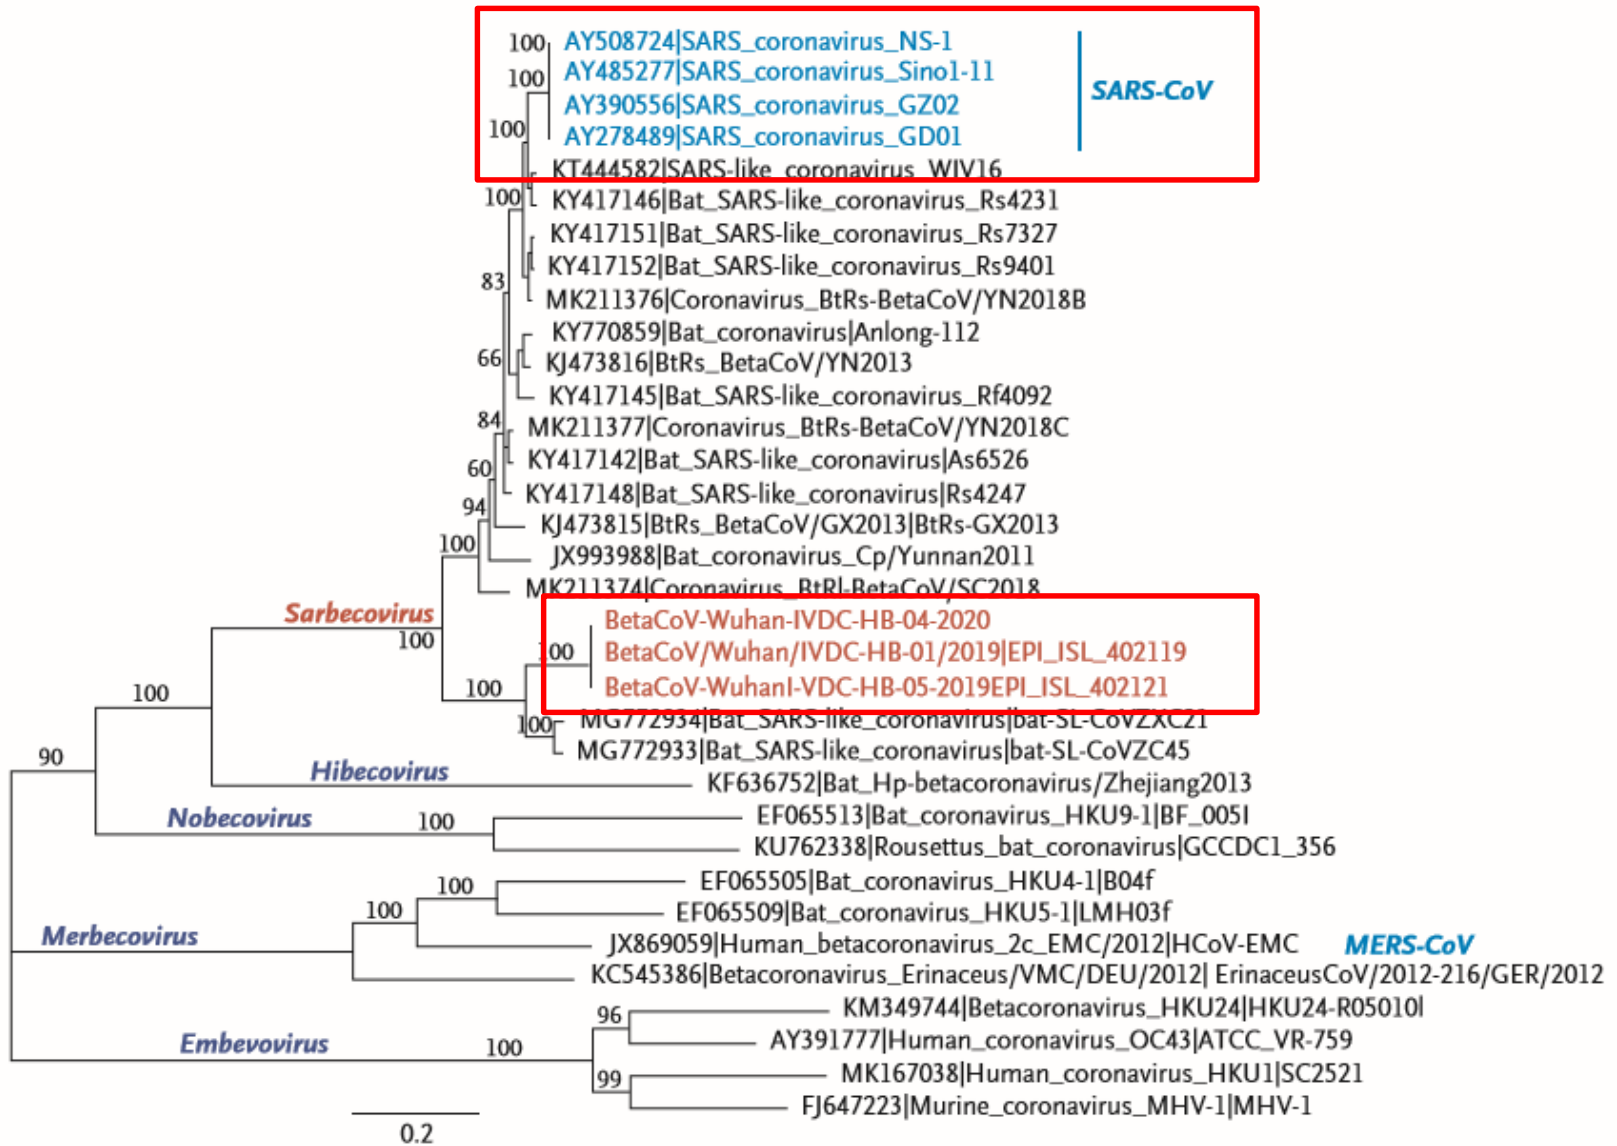 100 AY508724|SARS_coronavirus_NS-1
100 AY485277|SARS_coronavirus_Sino1-11
SARS-CoV
AY390556|SARS_coronavirus_GZ02
100 AY278489|SARS_coronavirus_GD01
KT444582|SARS-like_coronavirus_WIV16
100 KY417146|Bat_SARS-like_coronavirus_Rs4231
KY417151|Bat_SARS-like_coronavirus_Rs7327
KY417152|Bat_SARS-like_coronavirus_Rs9401
83
MK211376|Coronavirus_BtRs-BetaCoV/YN2018B
KY770859|Bat_coronavirus|Anlong-112
66 KJ473816|BtRs_BetaCoV/YN2013
KY417145|Bat_SARS-like_coronavirus_Rf4092
84 MK211377|Coronavirus_BtRs-BetaCoV/YN2018C
KY417142|Bat_SARS-like_coronavirus|As6526
60
KY417148|Bat_SARS-like_coronavirus|Rs4247
94
KJ473815|BtRs_BetaCoV/GX2013|BtRs-GX2013
100
JX993988|Bat_coronavirus_Cp/Yunnan2011
MK211374|Coronavirus_BtRl-BetaCoV/SC2018
Sarbecovirus
BetaCoV-Wuhan-IVDC-HB-04-2020
100
100 BetaCoV/Wuhan/IVDC-HB-01/2019|EPI_ISL_402119
100
100 BetaCoV-WuhanI-VDC-HB-05-2019EPI_ISL_402121
100 MG772934|Bat_SARS-like_coronavirus|bat-SL-CoVZXC21
MG772933|Bat_SARS-like_coronavirus|bat-SL-CoVZC45
90
Hibecovirus
KF636752|Bat_Hp-betacoronavirus/Zhejiang2013
Nobecovirus
100
EF065513|Bat_coronavirus_HKU9-1|BF_005I
KU762338|Rousettus_bat_coronavirus|GCCDC1_356
100
EF065505|Bat_coronavirus_HKU4-1|B04f
100
EF065509|Bat_coronavirus_HKU5-1|LMH03f
Merbecovirus
JX869059|Human_betacoronavirus_2c_EMC/2012|HCoV-EMC
MERS-CoV
KC545386|Betacoronavirus_Erinaceus/VMC/DEU/2012| ErinaceusCoV/2012-216/GER/2012
96
KM349744|Betacoronavirus_HKU24|HKU24-R05010I
Embevovirus
100
AY391777|Human_coronavirus_OC43|ATCC_VR-759
99
MK167038|Human_coronavirus_HKU1|SC2521
FJ647223|Murine_coronavirus_MHV-1|MHV-1
0.2